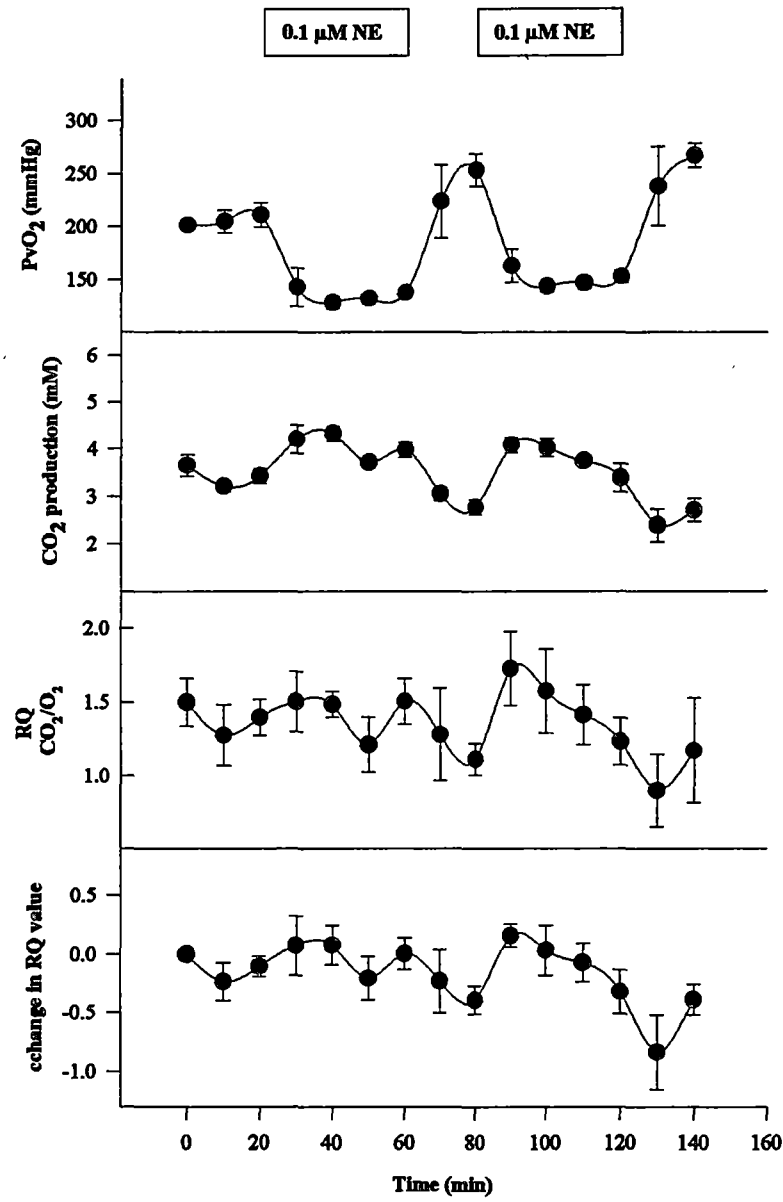 0.1 µM NE 0.1 µM NE
PvO2 (mmHg)
300
250
200
150
CO2 production (mM)
6
5
4
3
2
RQ
CO2/O2
2.0
1.5
1.0
cchange in RQ value
0.5
0.0
-0.5
-1.0
0 20 40 60 80 100 120 140 160
Time (min)